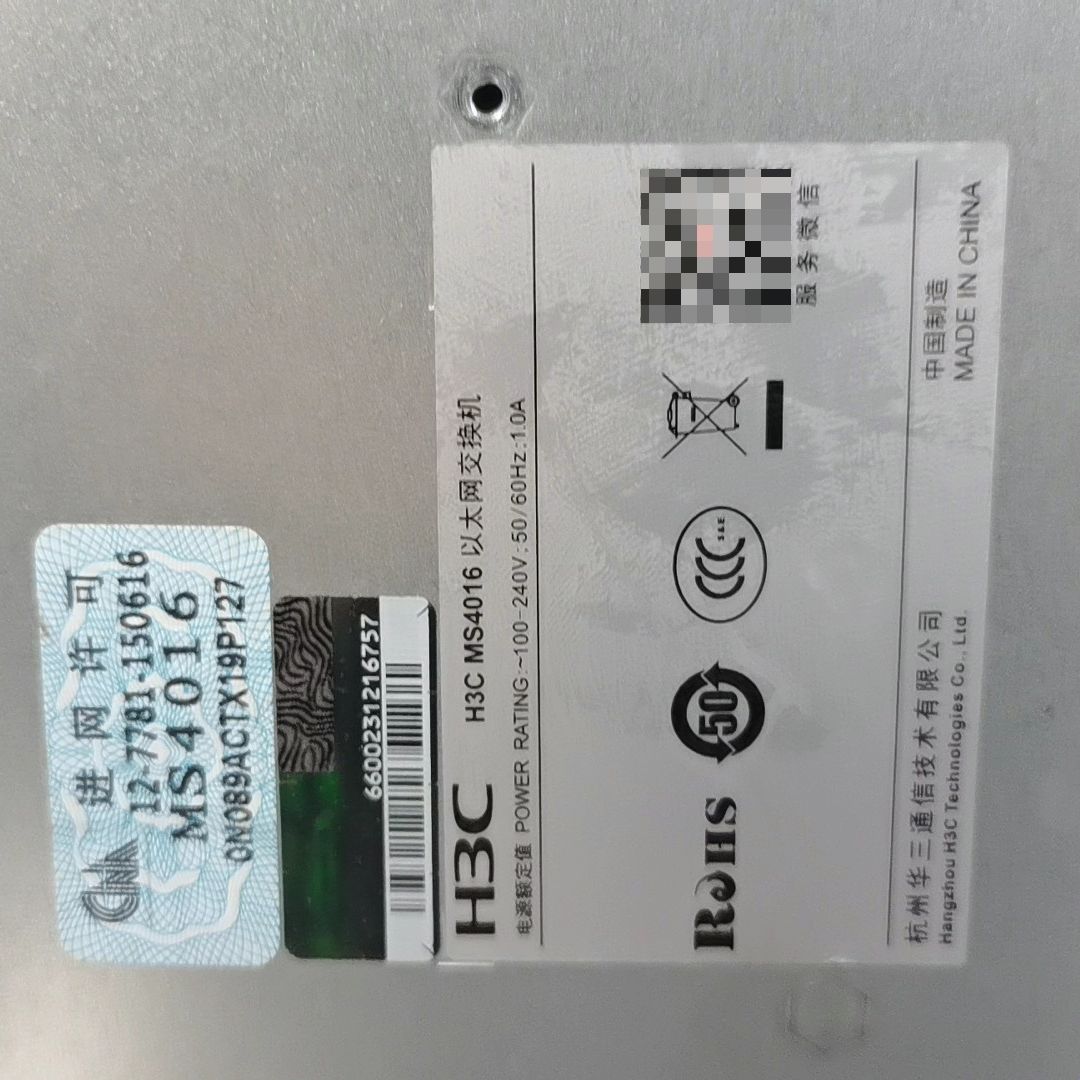 进网许可
12-7781-150616
MS4016
0N089ACTX19P127
6600231216757
H3C
H3C MS4016 以太网交换机
电源额定值 POWER RATING:~100-240V;50/60Hz;1.0A
RoHS
50
CCC
S&E
服务微信
杭州华三通信技术有限公司
Hangzhou H3C Technologies Co., Ltd.
中国制造
MADE IN CHINA